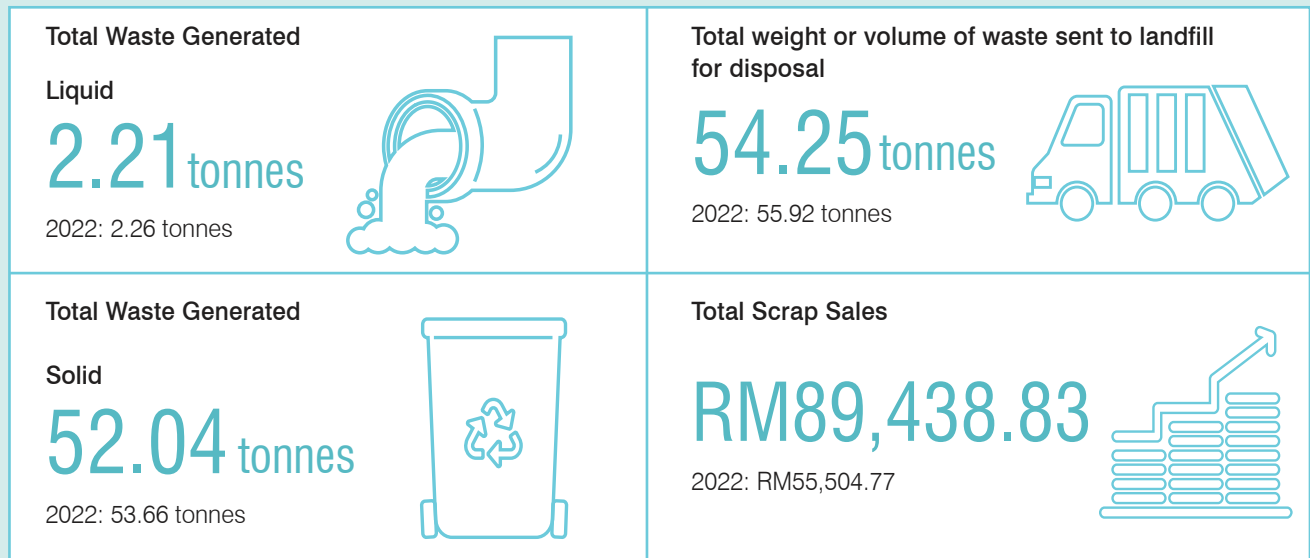 Total Waste Generated
Liquid
2.21 tonnes
2022: 2.26 tonnes
Total weight or volume of waste sent to landfill
for disposal
54.25 tonnes
2022: 55.92 tonnes
Total Waste Generated
Solid
52.04 tonnes
2022: 53.66 tonnes
Total Scrap Sales
RM89,438.83
2022: RM55,504.77